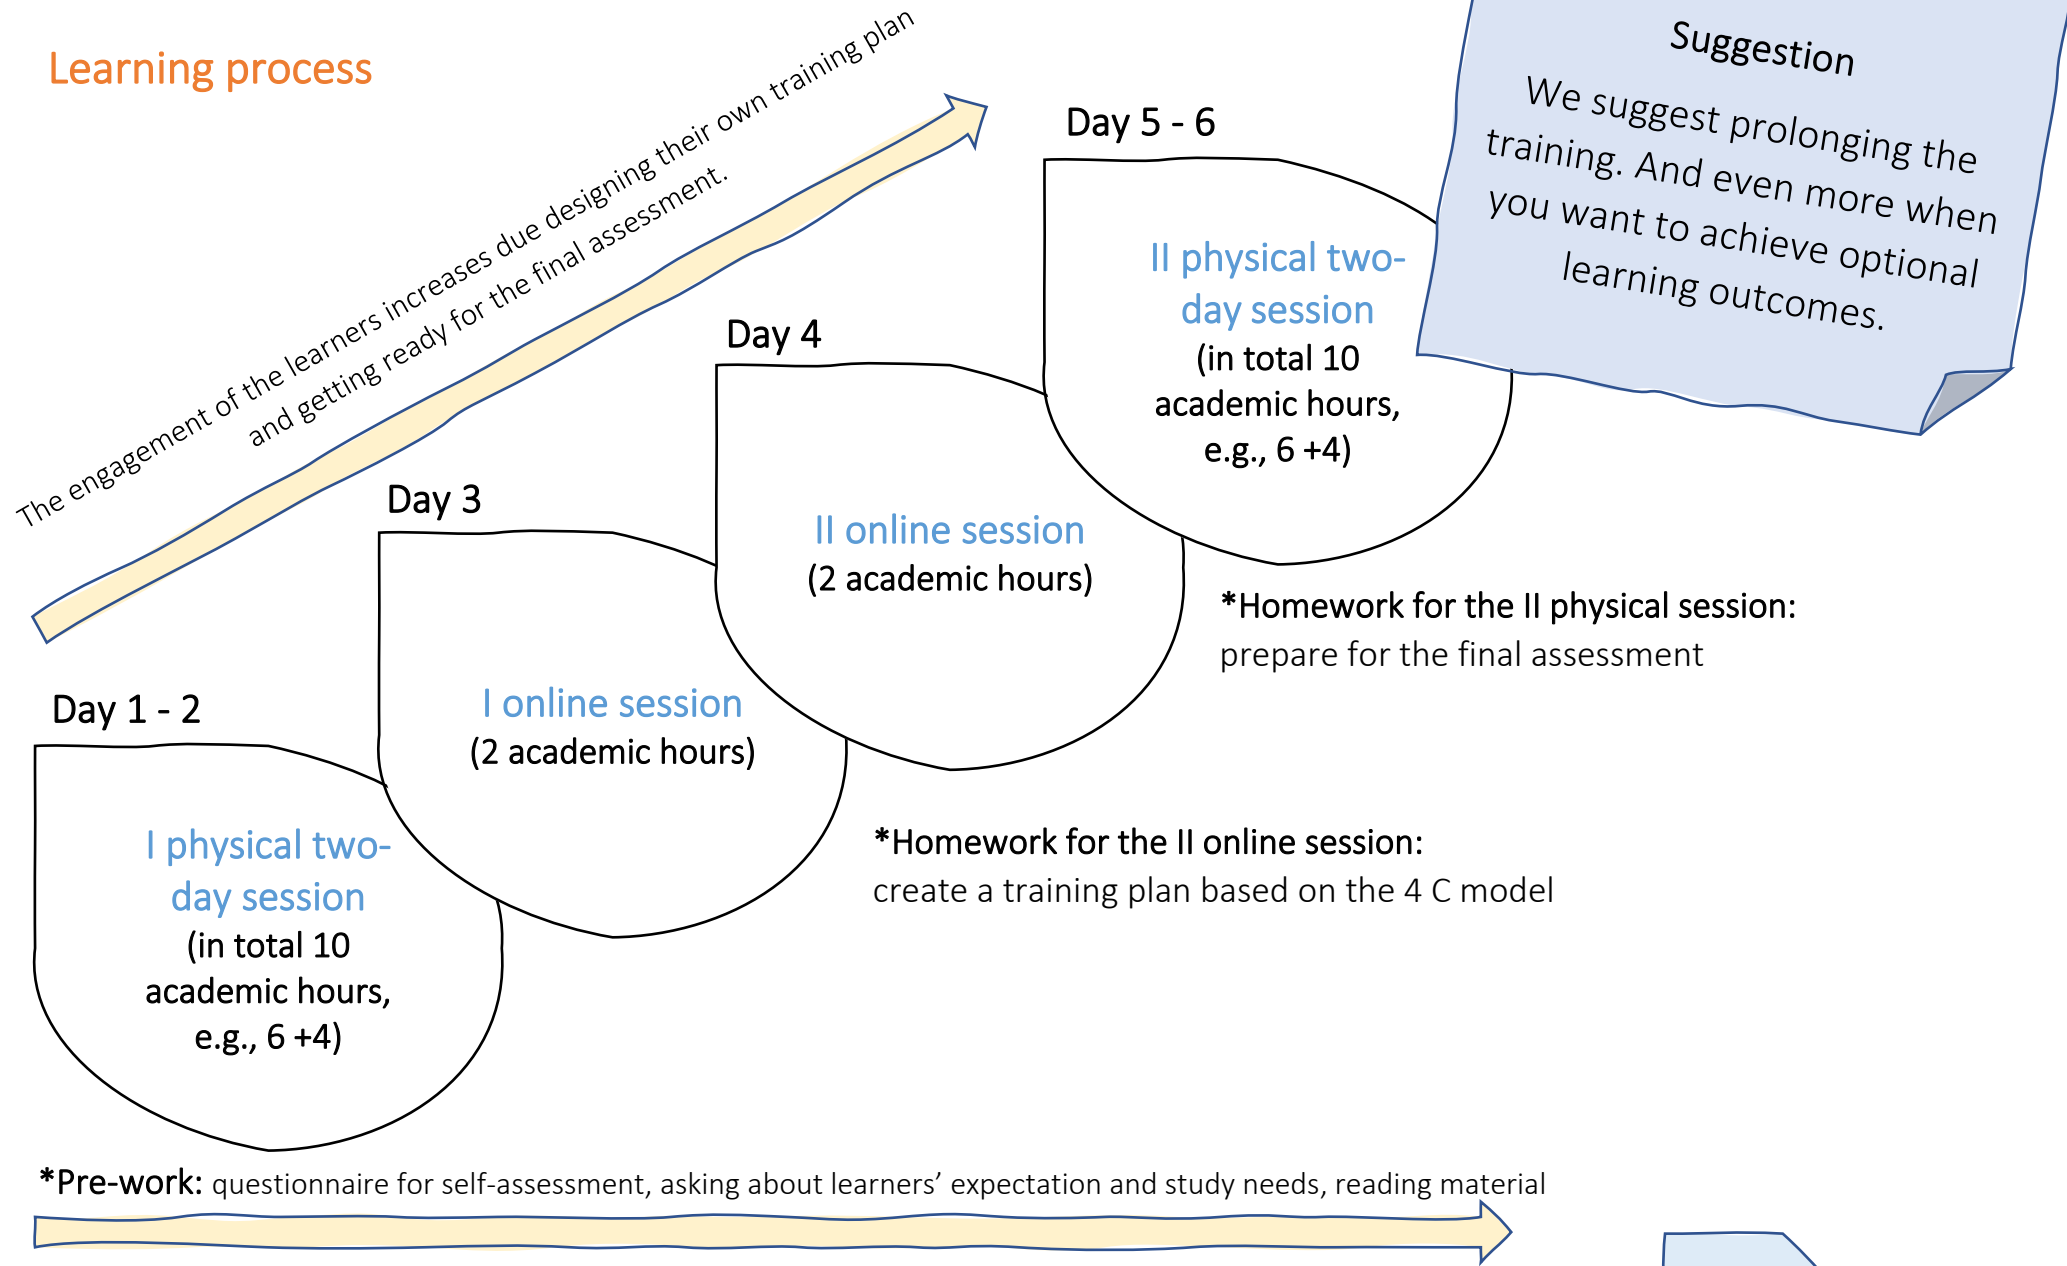 Learning process
The engagement of the learners increases due designing their own training plan
and getting ready for the final assessment.
Suggestion
We suggest prolonging the
training. And even more when
you want to achieve optional
learning outcomes.
Day 5 - 6
II physical two-
day session
(in total 10
academic hours,
e.g., 6 +4)
Day 4
II online session
(2 academic hours)
*Homework for the II physical session:
prepare for the final assessment
Day 3
I online session
(2 academic hours)
*Homework for the II online session:
create a training plan based on the 4 C model
Day 1 - 2
I physical two-
day session
(in total 10
academic hours,
e.g., 6 +4)
*Pre-work: questionnaire for self-assessment, asking about learners’ expectation and study needs, reading material